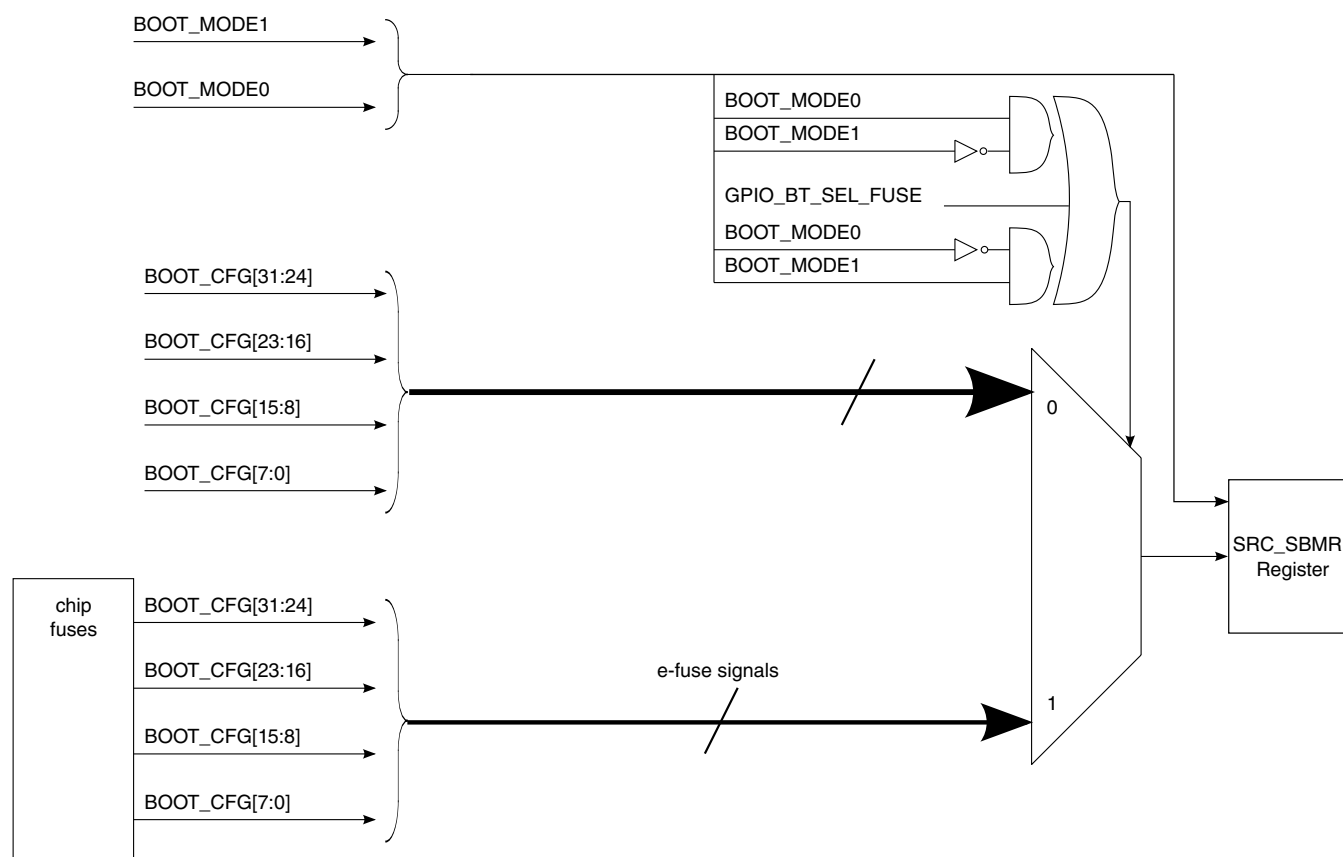 BOOT_MODE1
BOOT_MODE0
BOOT_MODE0
BOOT_MODE1
GPIO_BT_SEL_FUSE
BOOT_MODE0
BOOT_MODE1
BOOT_CFG[31:24]
BOOT_CFG[23:16]
BOOT_CFG[15:8]
BOOT_CFG[7:0]
0
SRC_SBMR
Register
chip
fuses
BOOT_CFG[31:24]
BOOT_CFG[23:16]
BOOT_CFG[15:8]
BOOT_CFG[7:0]
e-fuse signals
1